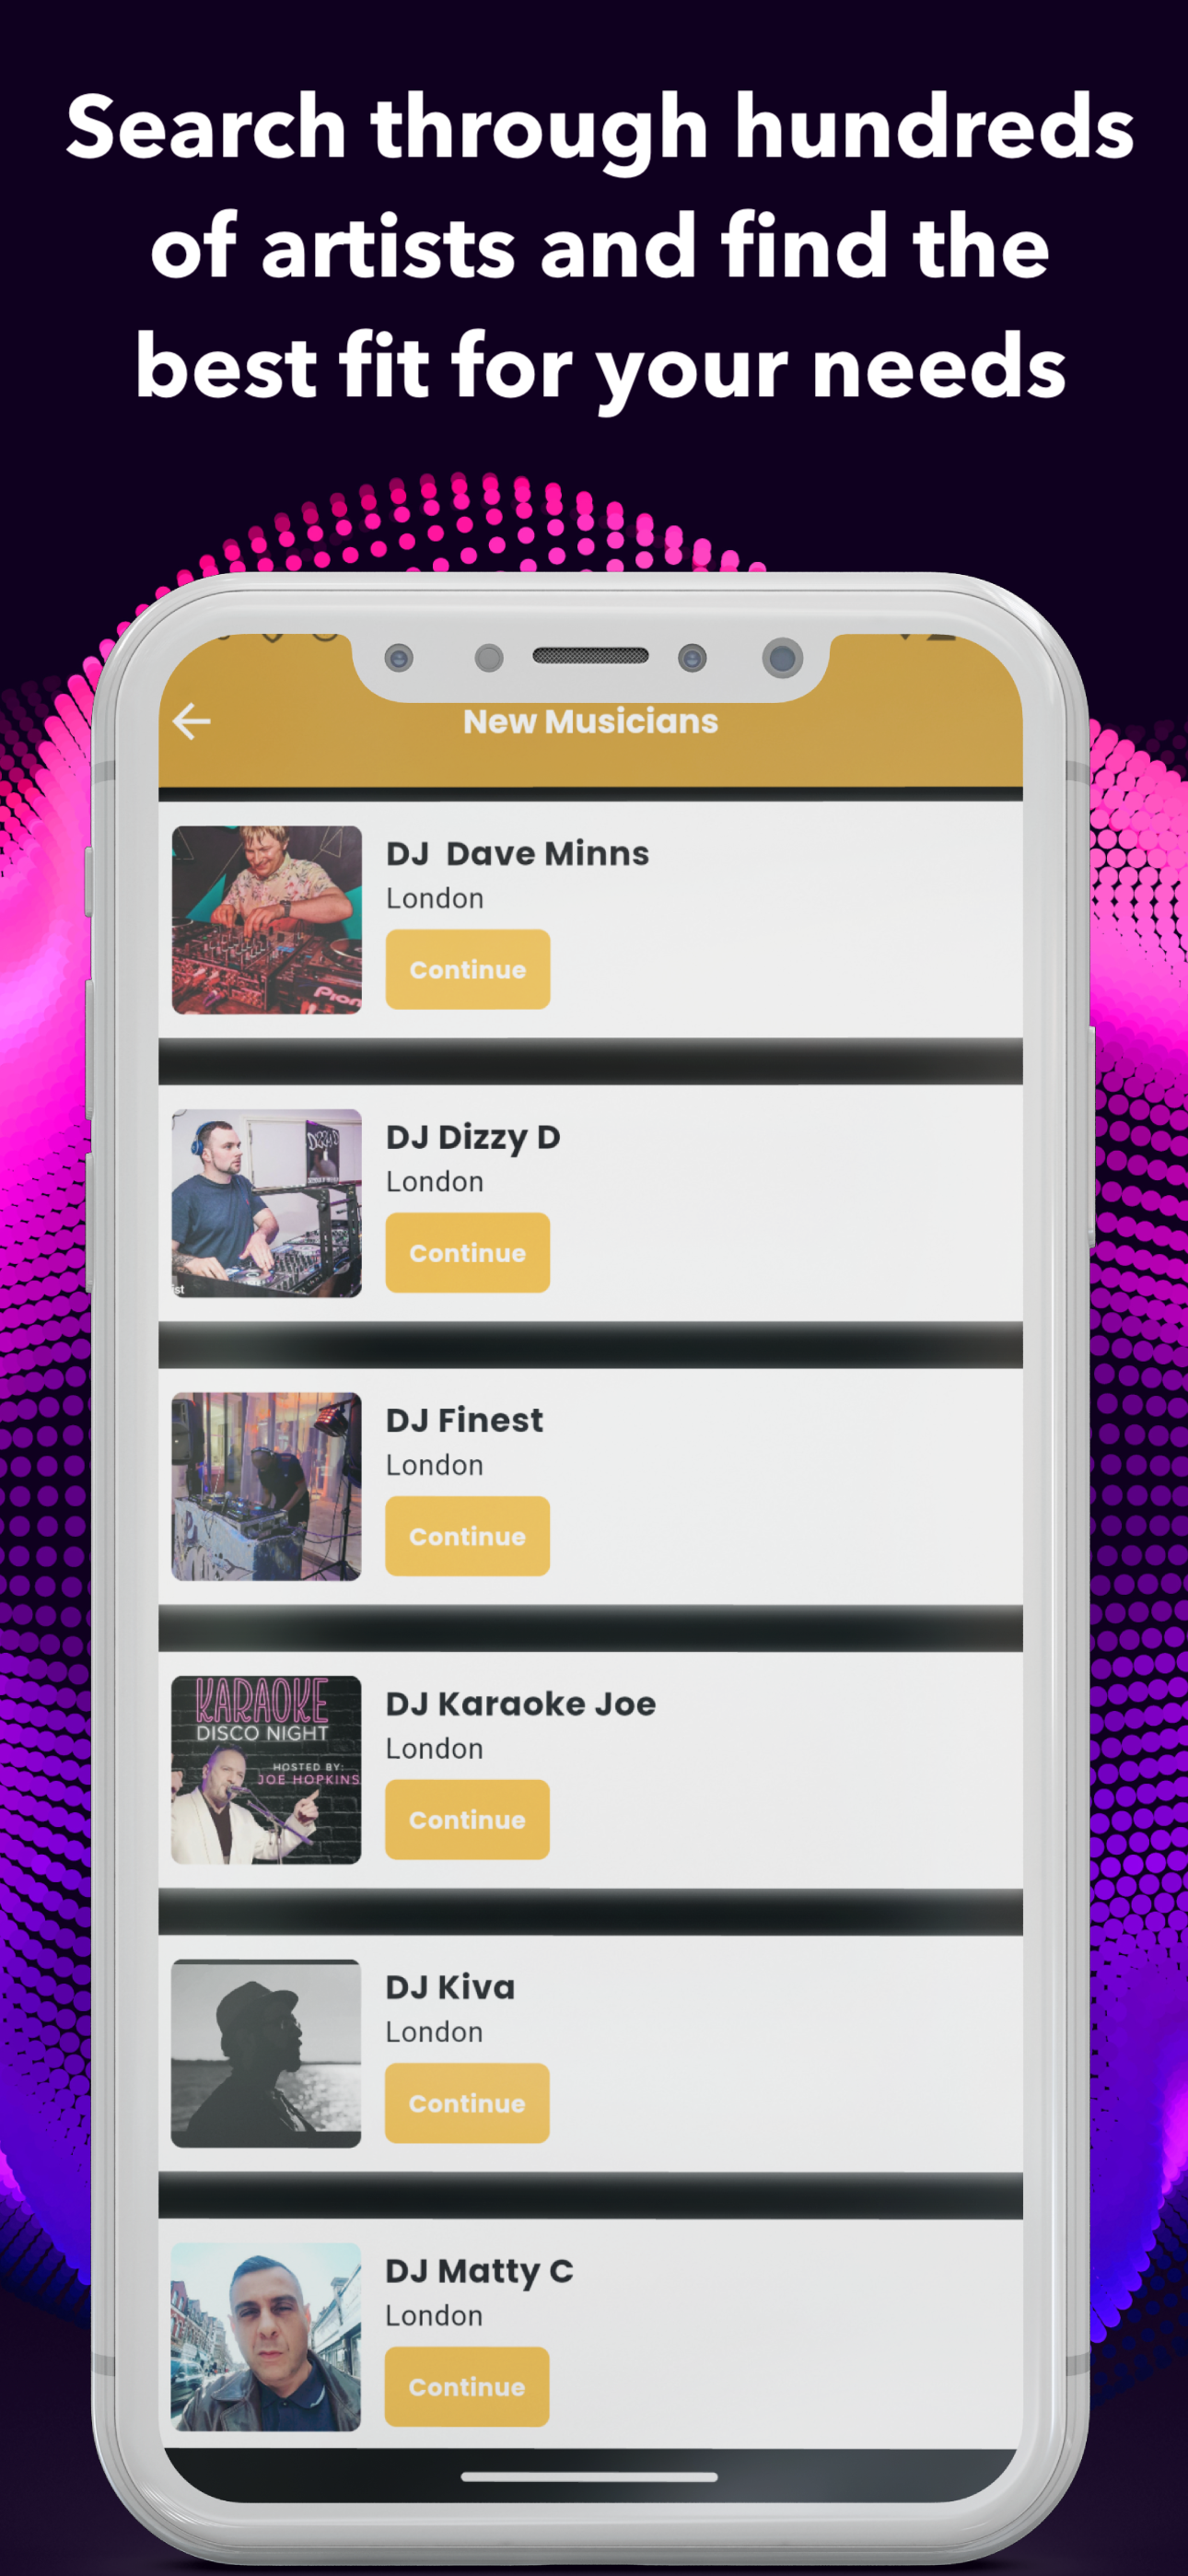 Search through hundreds
of artists and find the
best fit for your needs
New Musicians
DJ  Dave Minns
London
Continue
Pion
DJ Dizzy D
London
Continue
ist
DJ Finest
London
Continue
KARAOKE
DISCO NIGHT
HOSTED BY:
JOE HOPKINS
DJ Karaoke Joe
London
Continue
DJ Kiva
London
Continue
DJ Matty C
London
Continue